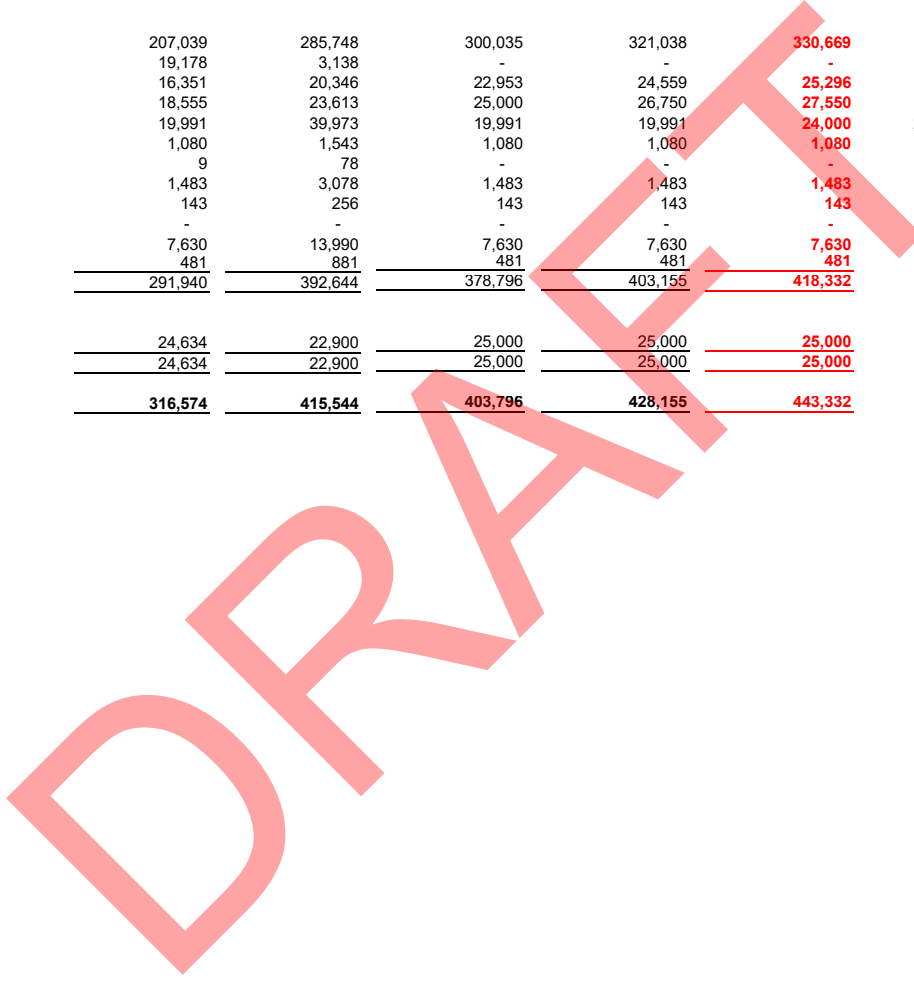 207,039 285,748 300,035 321,038 330,669
19,178 3,138 - - -
16,351 20,346 22,953 24,559 25,296
18,555 23,613 25,000 26,750 27,550
19,991 39,973 19,991 19,991 24,000
1,080 1,543 1,080 1,080 1,080
9 78 - - -
1,483 3,078 1,483 1,483 1,483
143 256 143 143 143
- - - - -
7,630 13,990 7,630 7,630 7,630
481 881 481 481 481
291,940 392,644 378,796 403,155 418,332
24,634 22,900 25,000 25,000 25,000
24,634 22,900 25,000 25,000 25,000
316,574 415,544 403,796 428,155 443,332
DRAFT